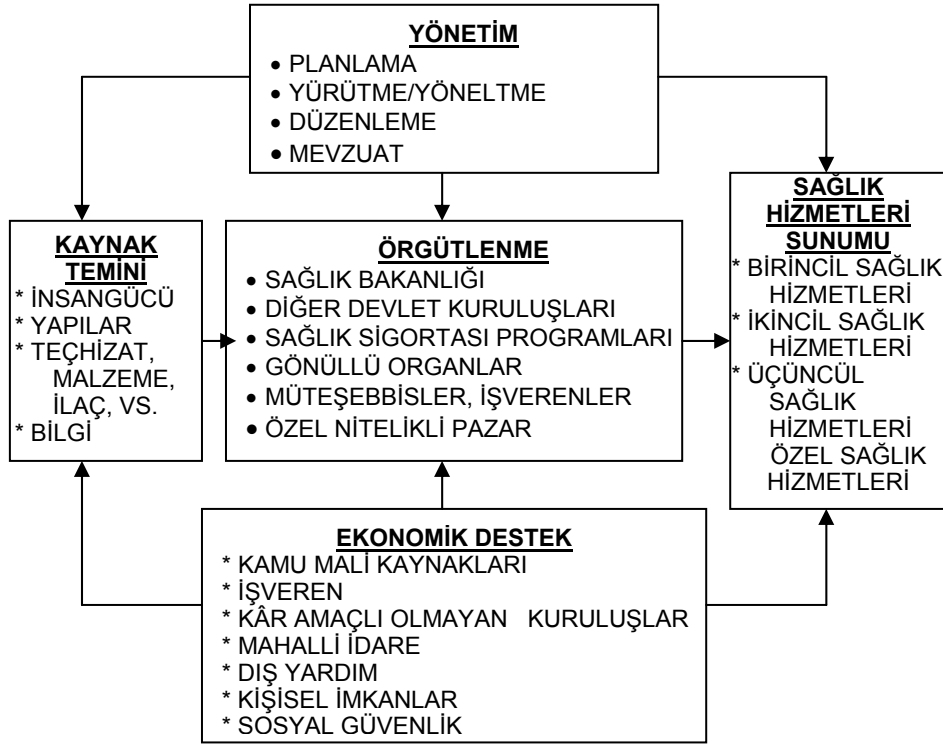 YÖNETİM
• PLANLAMA
• YÜRÜTME/YÖNELTME
• DÜZENLEME
• MEVZUAT
KAYNAK
TEMİNİ
* İNSANGÜCÜ
* YAPILAR
* TEÇHİZAT,
MALZEME,
İLAÇ, VS.
* BİLGİ
ÖRGÜTLENME
• SAĞLIK BAKANLIĞI
• DİĞER DEVLET KURULUŞLARI
• SAĞLIK SİGORTASI PROGRAMLARI
• GÖNÜLLÜ ORGANLAR
• MÜTEŞEBBİSLER, İŞVERENLER
• ÖZEL NİTELİKLİ PAZAR
SAĞLIK
HİZMETLERİ
SUNUMU
* BİRİNCİL SAĞLIK
HİZMETLERİ
* İKİNCİL SAĞLIK
HİZMETLERİ
* ÜÇÜNCÜL
SAĞLIK
HİZMETLERİ
ÖZEL SAĞLIK
HİZMETLERİ
EKONOMİK DESTEK
* KAMU MALİ KAYNAKLARI
* İŞVEREN
* KÂR AMAÇLI OLMAYAN KURULUŞLAR
* MAHALLİ İDARE
* DIŞ YARDIM
* KİŞİSEL İMKANLAR
* SOSYAL GÜVENLİK